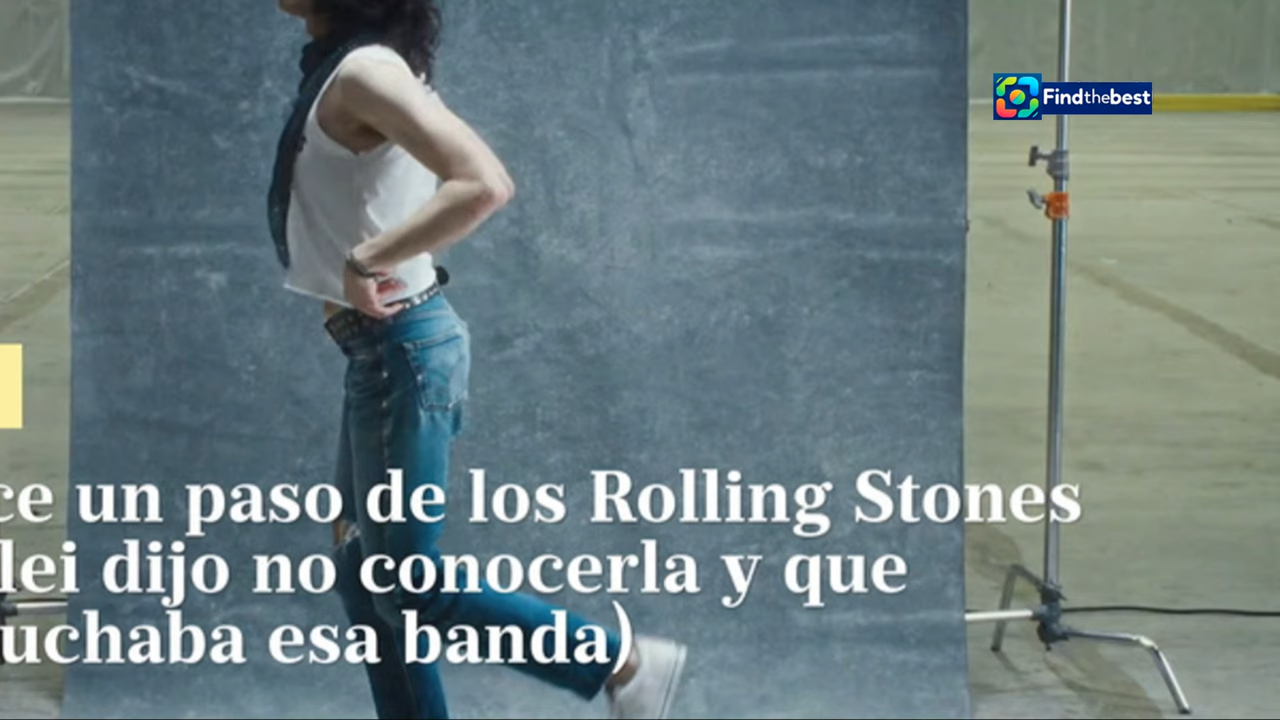 Findthebest
ce un paso de los Rolling Stones
lei dijo no conocerla y que
uchaba esa banda)